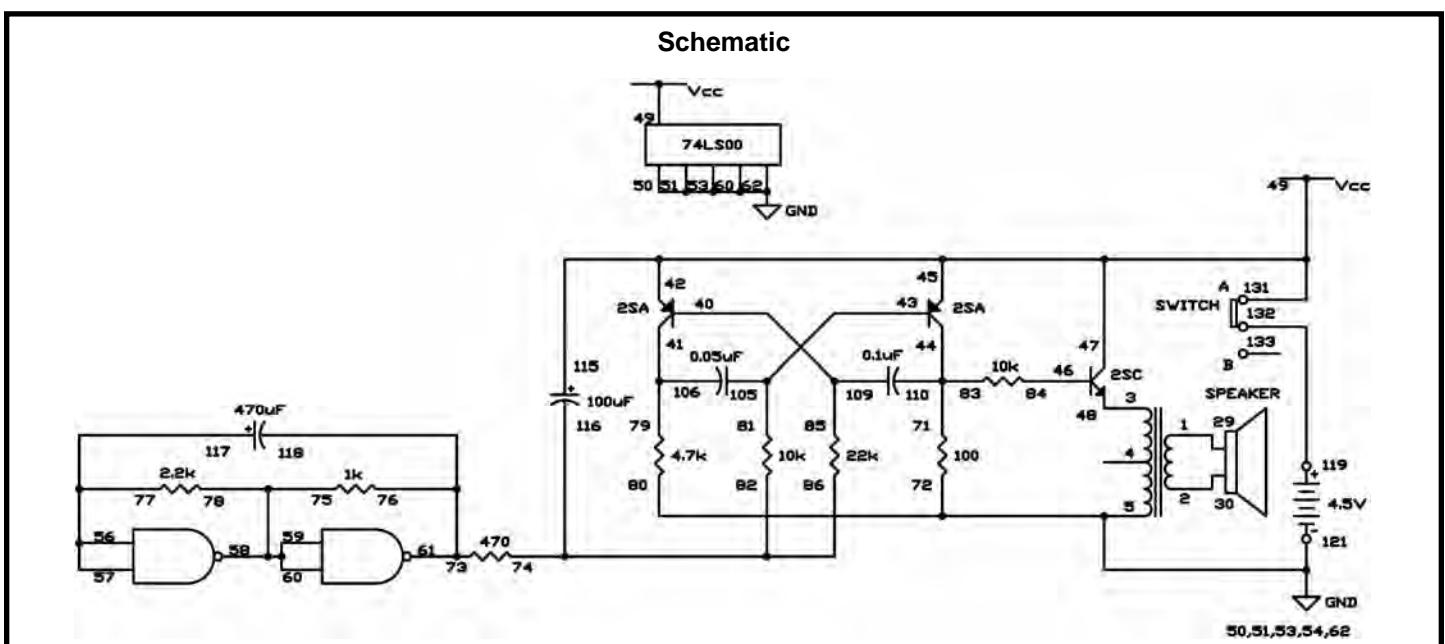 Schematic
Vcc
49
74LS00
50 51 53 60 62
GND
49 Vcc
42
45
A 131
2SA
40
43
2SA
SWITCH 132
41
44
47
133
B
0.05uF
0.1uF
10k
46
2SC
115
106
105
109
110
83
84
SPEAKER
100uF
3
48
470uF
116
79
81
85
71
1
29
117 118
4.7k
10k
22k
100
4
119
2.2k
1k
77 78
75 76
80
82
86
72
5
2
30
4.5V
56
59
58
61
470
121
57
60
73
74
GND
50,51,53,54,62